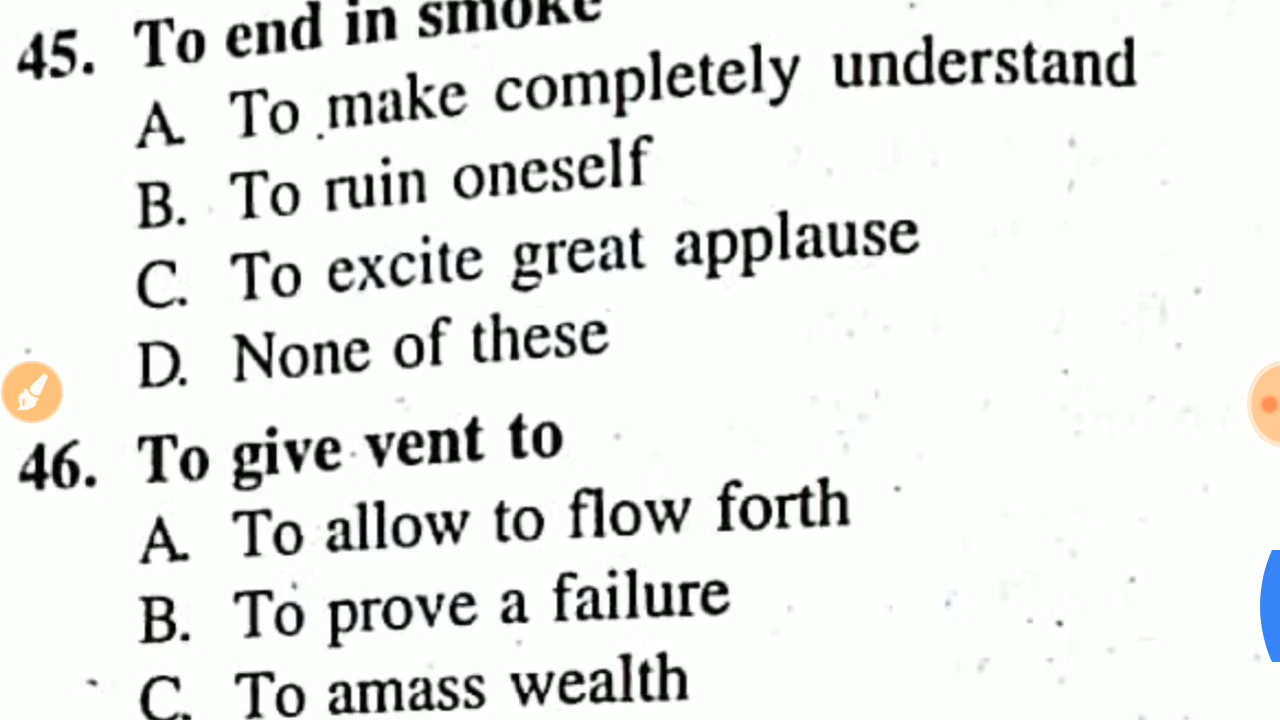 45. To end in smoke
A. To make completely understand
B. To ruin oneself
C. To excite great applause
D. None of these
46. To give vent to
A. To allow to flow forth
B. To prove a failure
C. To amass wealth